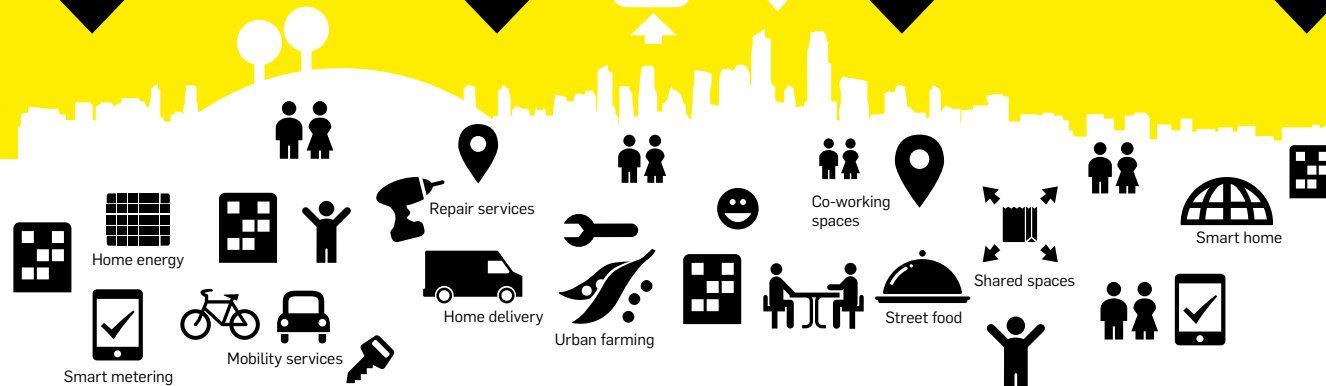 Repair services
Co-working
spaces
Smart home
Home energy
Shared spaces
Home delivery
Street food
Urban farming
Mobility services
Smart metering